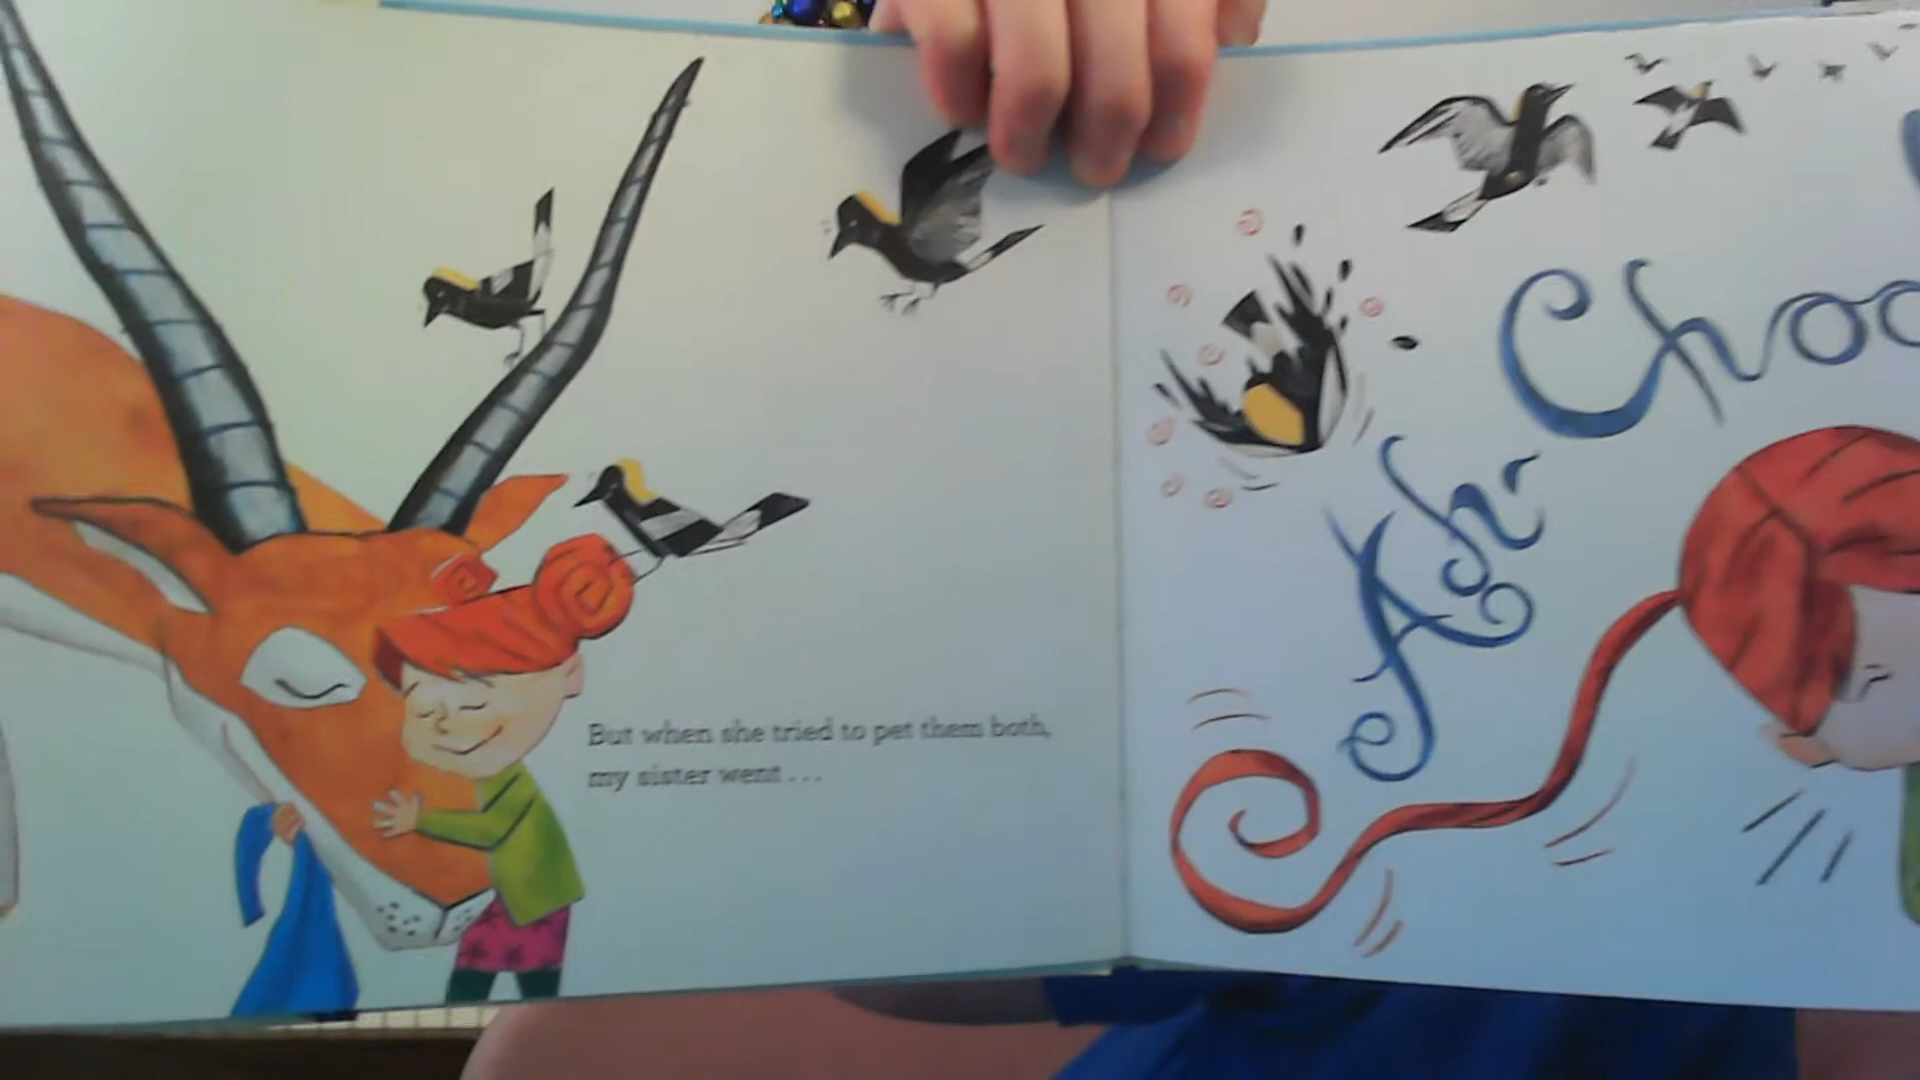 But when she tried to pet them both,
my sister went . . .
Ah-
Choo